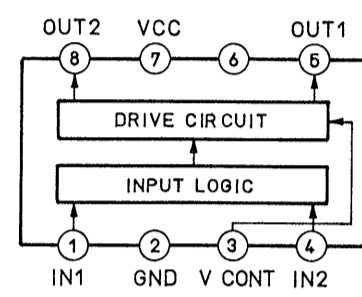 OUT2 VCC OUT1
8 7 6 5
DRIVE CIRCUIT
INPUT LOGIC
1 2 3 4
IN1 GND V CONT IN2